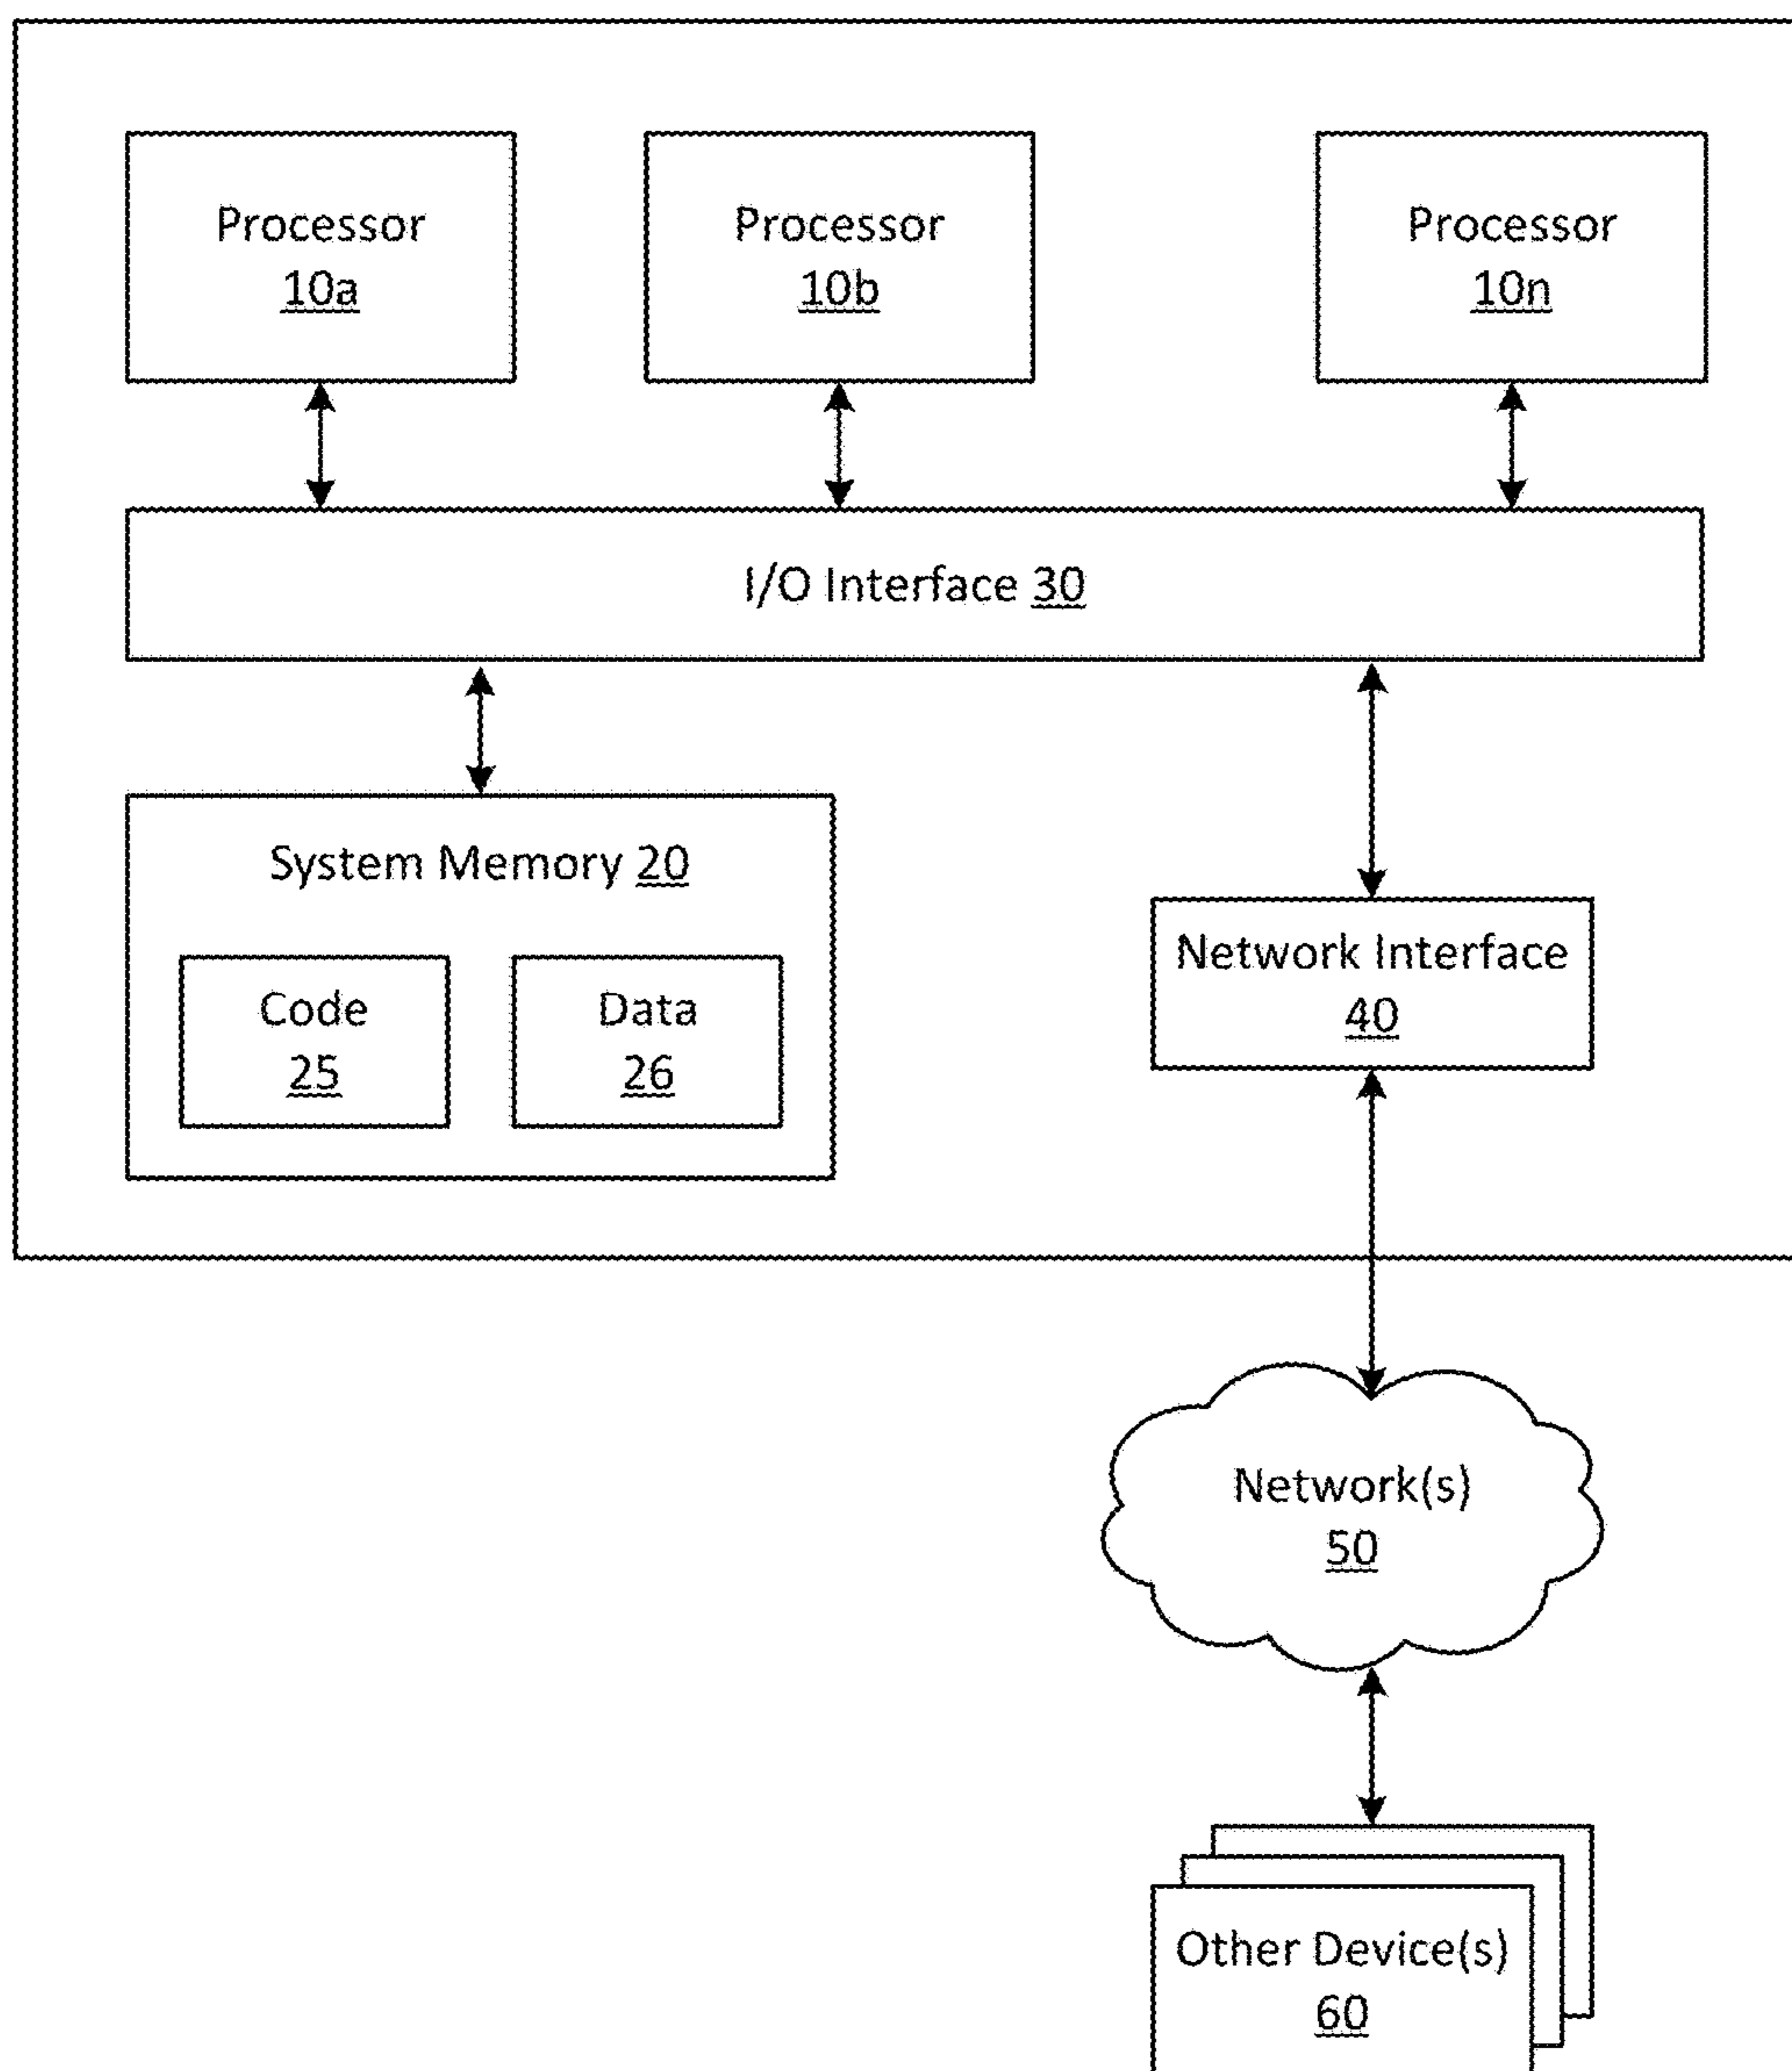 Processor
10a
Processor
10b
Processor
10n
I/O Interface 30
System Memory 20
Code
25
Data
26
Network Interface
40
Network(s)
50
Other Device(s)
60